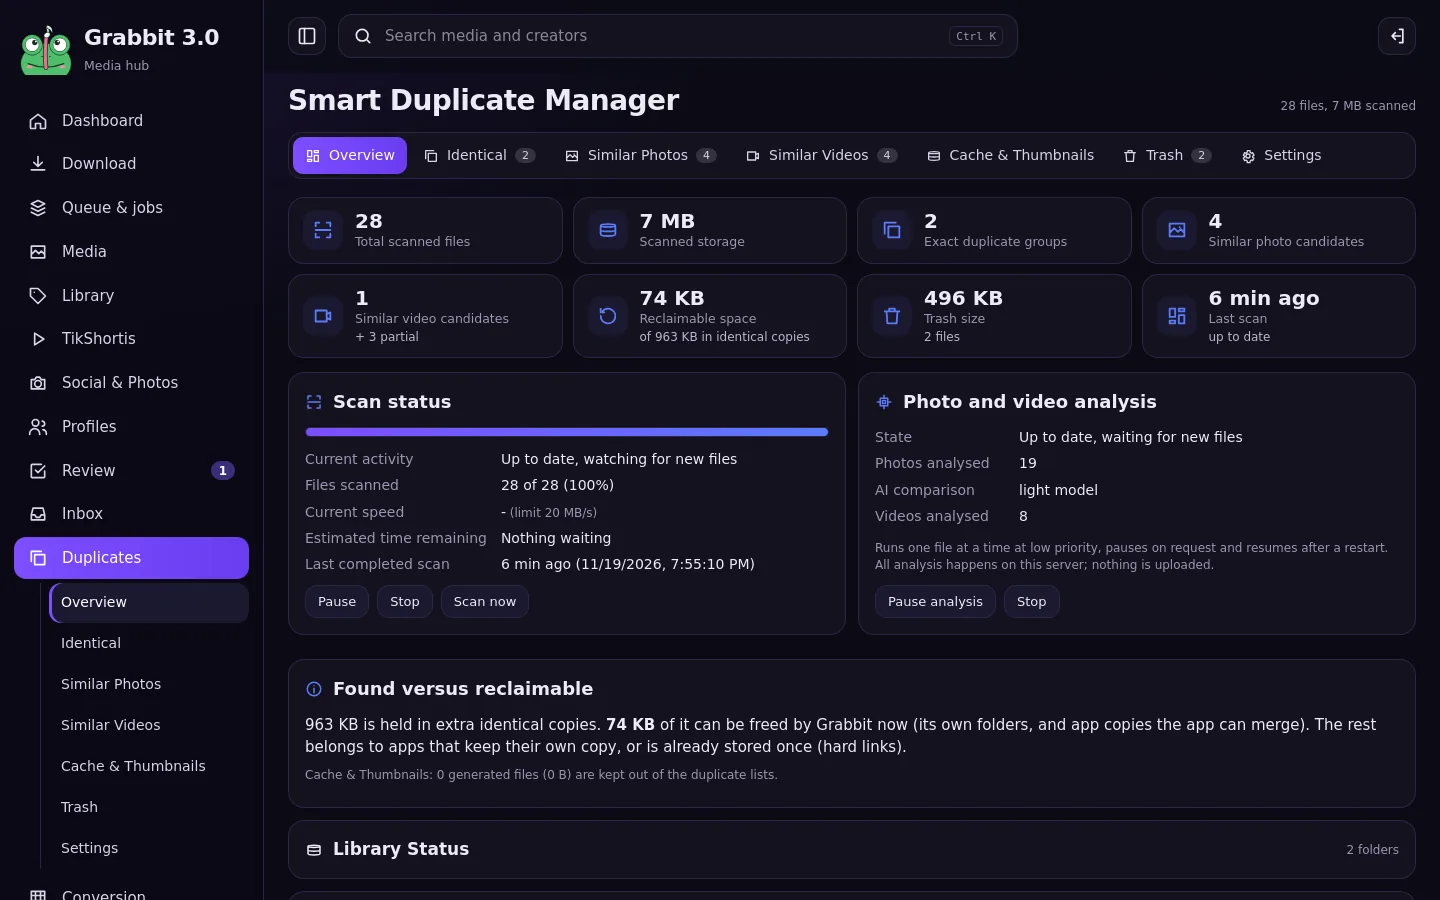 Grabbit 3.0
Media hub
Dashboard
Download
Queue & jobs
Media
Library
TikShortis
Social & Photos
Profiles
Review 1
Inbox
Duplicates
Overview
Identical
Similar Photos
Similar Videos
Cache & Thumbnails
Trash
Settings
Conversion
Search media and creators Ctrl K
Smart Duplicate Manager
28 files, 7 MB scanned
Overview Identical 2 Similar Photos 4 Similar Videos 4 Cache & Thumbnails Trash 2 Settings
28
Total scanned files
7 MB
Scanned storage
2
Exact duplicate groups
4
Similar photo candidates
1
Similar video candidates
+ 3 partial
74 KB
Reclaimable space
of 963 KB in identical copies
496 KB
Trash size
2 files
6 min ago
Last scan
up to date
Scan status
Current activity Up to date, watching for new files
Files scanned 28 of 28 (100%)
Current speed - (limit 20 MB/s)
Estimated time remaining Nothing waiting
Last completed scan 6 min ago (11/19/2026, 7:55:10 PM)
Pause Stop Scan now
Photo and video analysis
State Up to date, waiting for new files
Photos analysed 19
AI comparison light model
Videos analysed 8
Runs one file at a time at low priority, pauses on request and resumes after a restart.
All analysis happens on this server; nothing is uploaded.
Pause analysis Stop
Found versus reclaimable
963 KB is held in extra identical copies. 74 KB of it can be freed by Grabbit now (its own folders, and app copies the app can merge). The rest
belongs to apps that keep their own copy, or is already stored once (hard links).
Cache & Thumbnails: 0 generated files (0 B) are kept out of the duplicate lists.
Library Status
2 folders